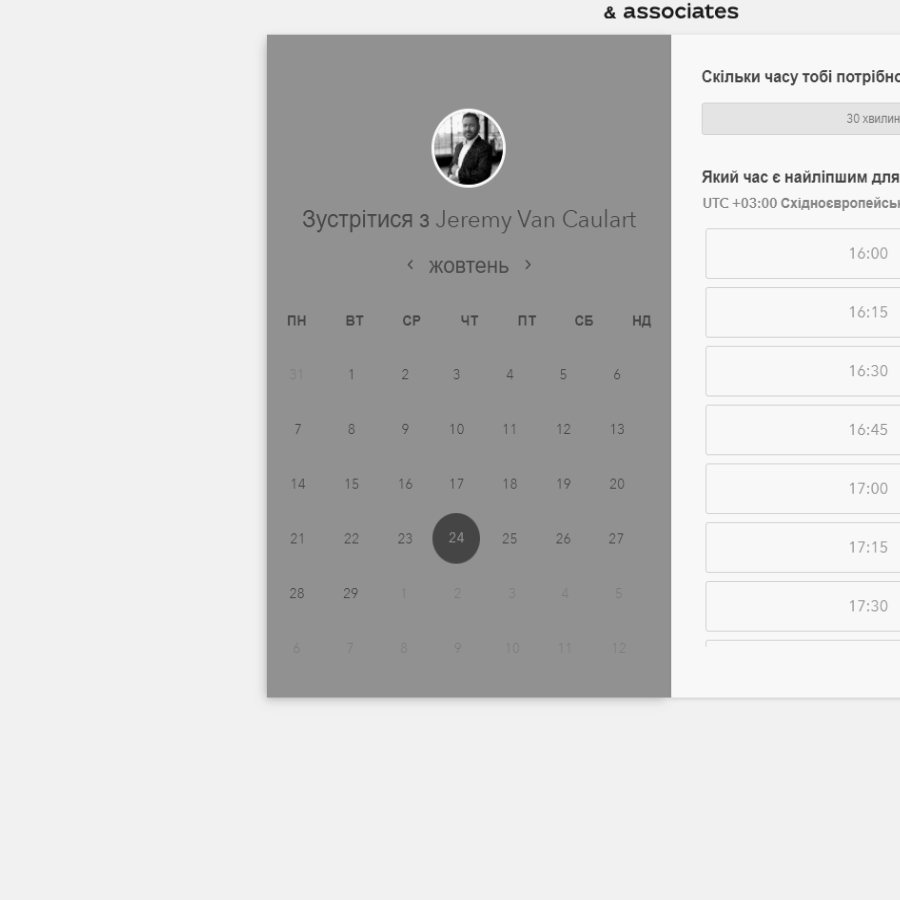 & associates
Зустрітися з Jeremy Van Caulart
‹ жовтень ›
ПН ВТ СР ЧТ ПТ СБ НД
31 1 2 3 4 5 6
7 8 9 10 11 12 13
14 15 16 17 18 19 20
21 22 23 24 25 26 27
28 29 1 2 3 4 5
6 7 8 9 10 11 12
Скільки часу тобі потрібно
30 хвилин
Який час є найліпшим для
UTC +03:00 Східноєвропейськ
16:00
16:15
16:30
16:45
17:00
17:15
17:30